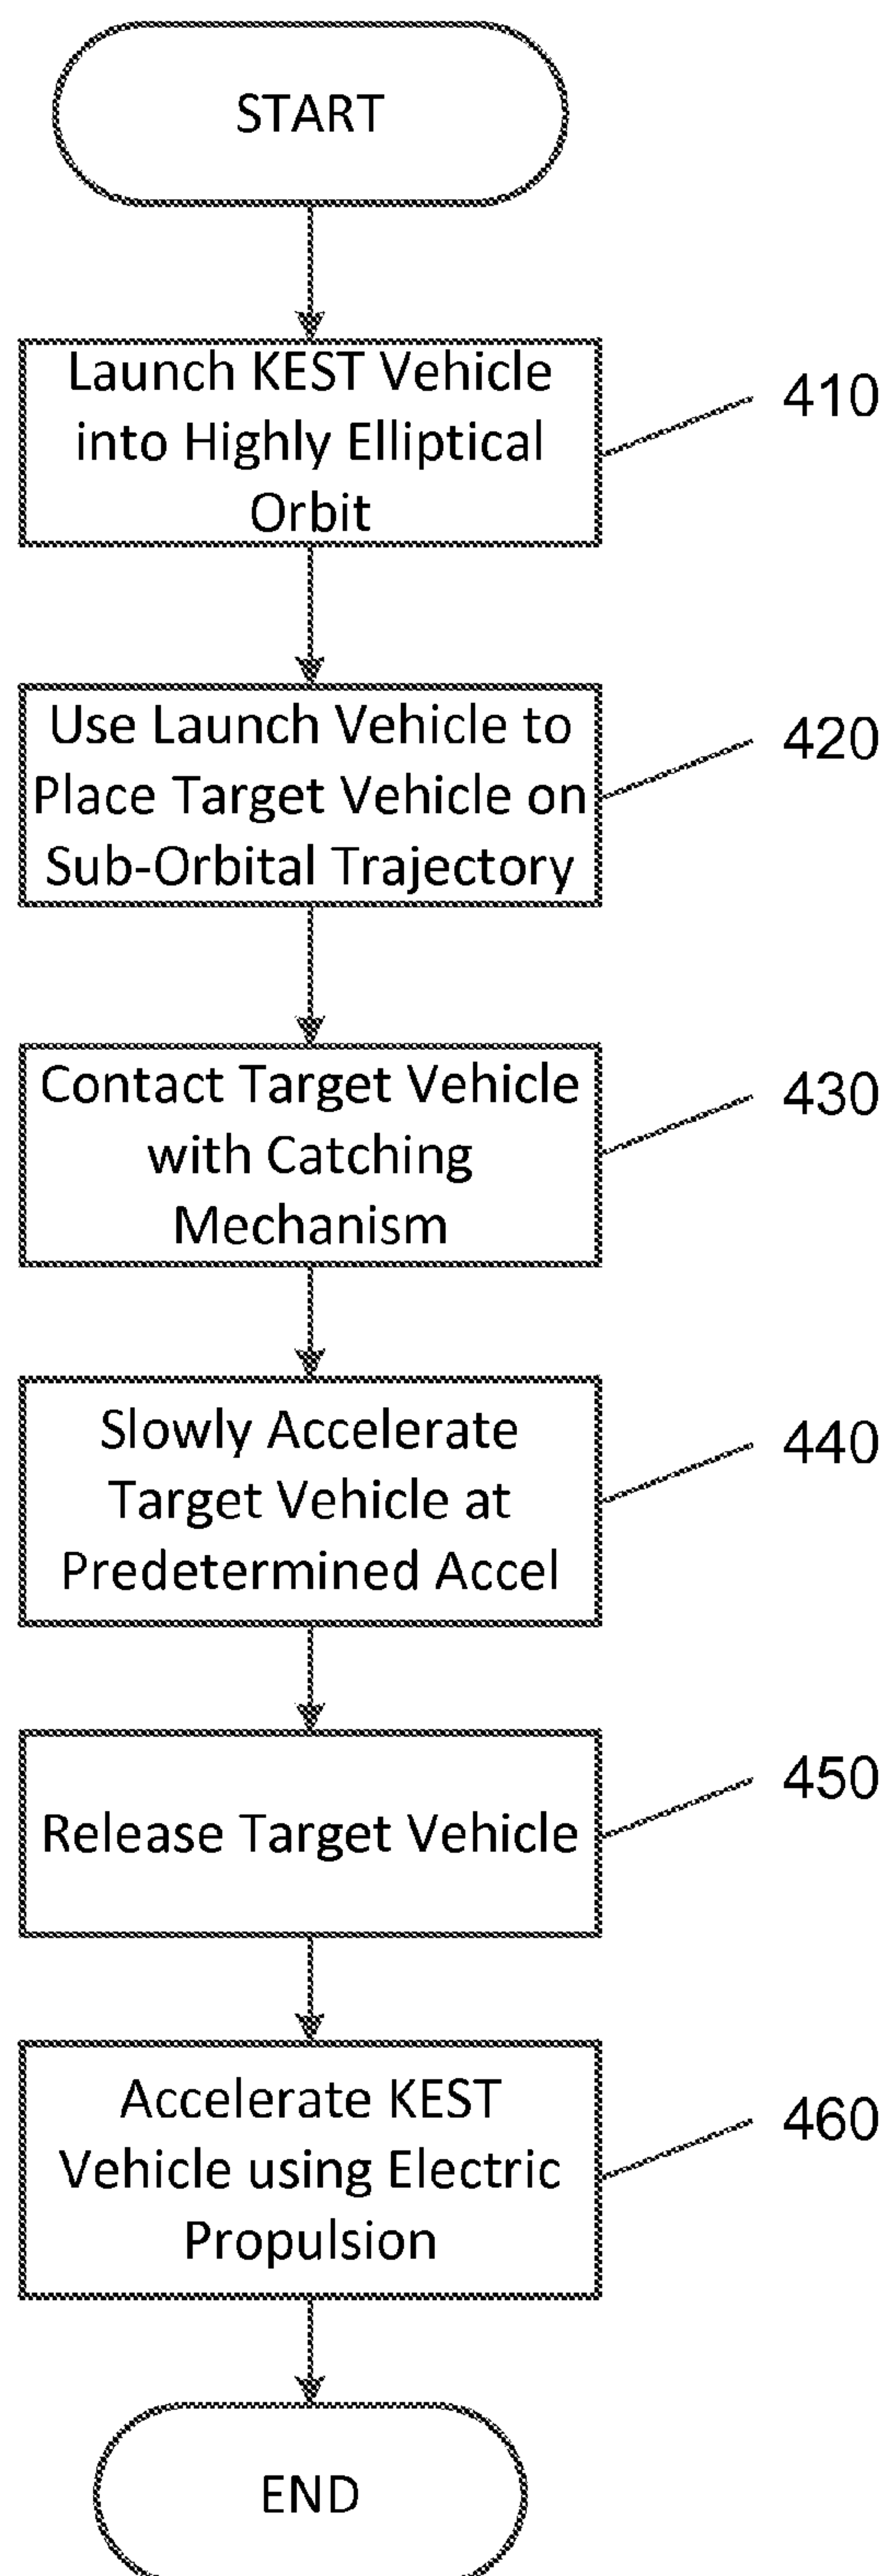 START
Launch KEST Vehicle
into Highly Elliptical
Orbit
410
Use Launch Vehicle to
Place Target Vehicle on
Sub-Orbital Trajectory
420
Contact Target Vehicle
with Catching
Mechanism
430
Slowly Accelerate
Target Vehicle at
Predetermined Accel
440
Release Target Vehicle
450
Accelerate KEST
Vehicle using Electric
Propulsion
460
END